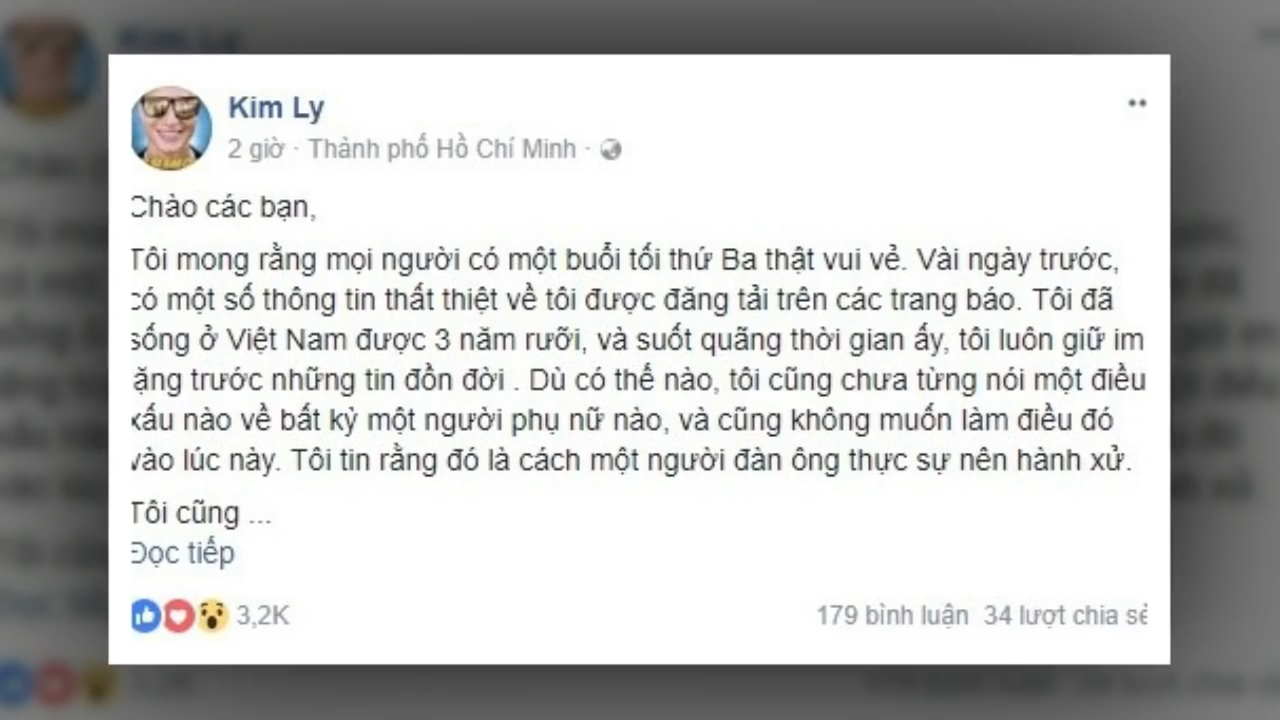 Kim Ly
2 giờ · Thành phố Hồ Chí Minh ·
Chào các bạn,
Tôi mong rằng mọi người có một buổi tối thứ Ba thật vui vẻ. Vài ngày trước,
có một số thông tin thất thiệt về tôi được đăng tải trên các trang báo. Tôi đã
sống ở Việt Nam được 3 năm rưỡi, và suốt quãng thời gian ấy, tôi luôn giữ im
lặng trước những tin đồn đời . Dù có thế nào, tôi cũng chưa từng nói một điều
xấu nào về bất kỳ một người phụ nữ nào, và cũng không muốn làm điều đó
vào lúc này. Tôi tin rằng đó là cách một người đàn ông thực sự nên hành xử.
Tôi cũng ...
Đọc tiếp
3,2K
179 bình luận 34 lượt chia sẻ